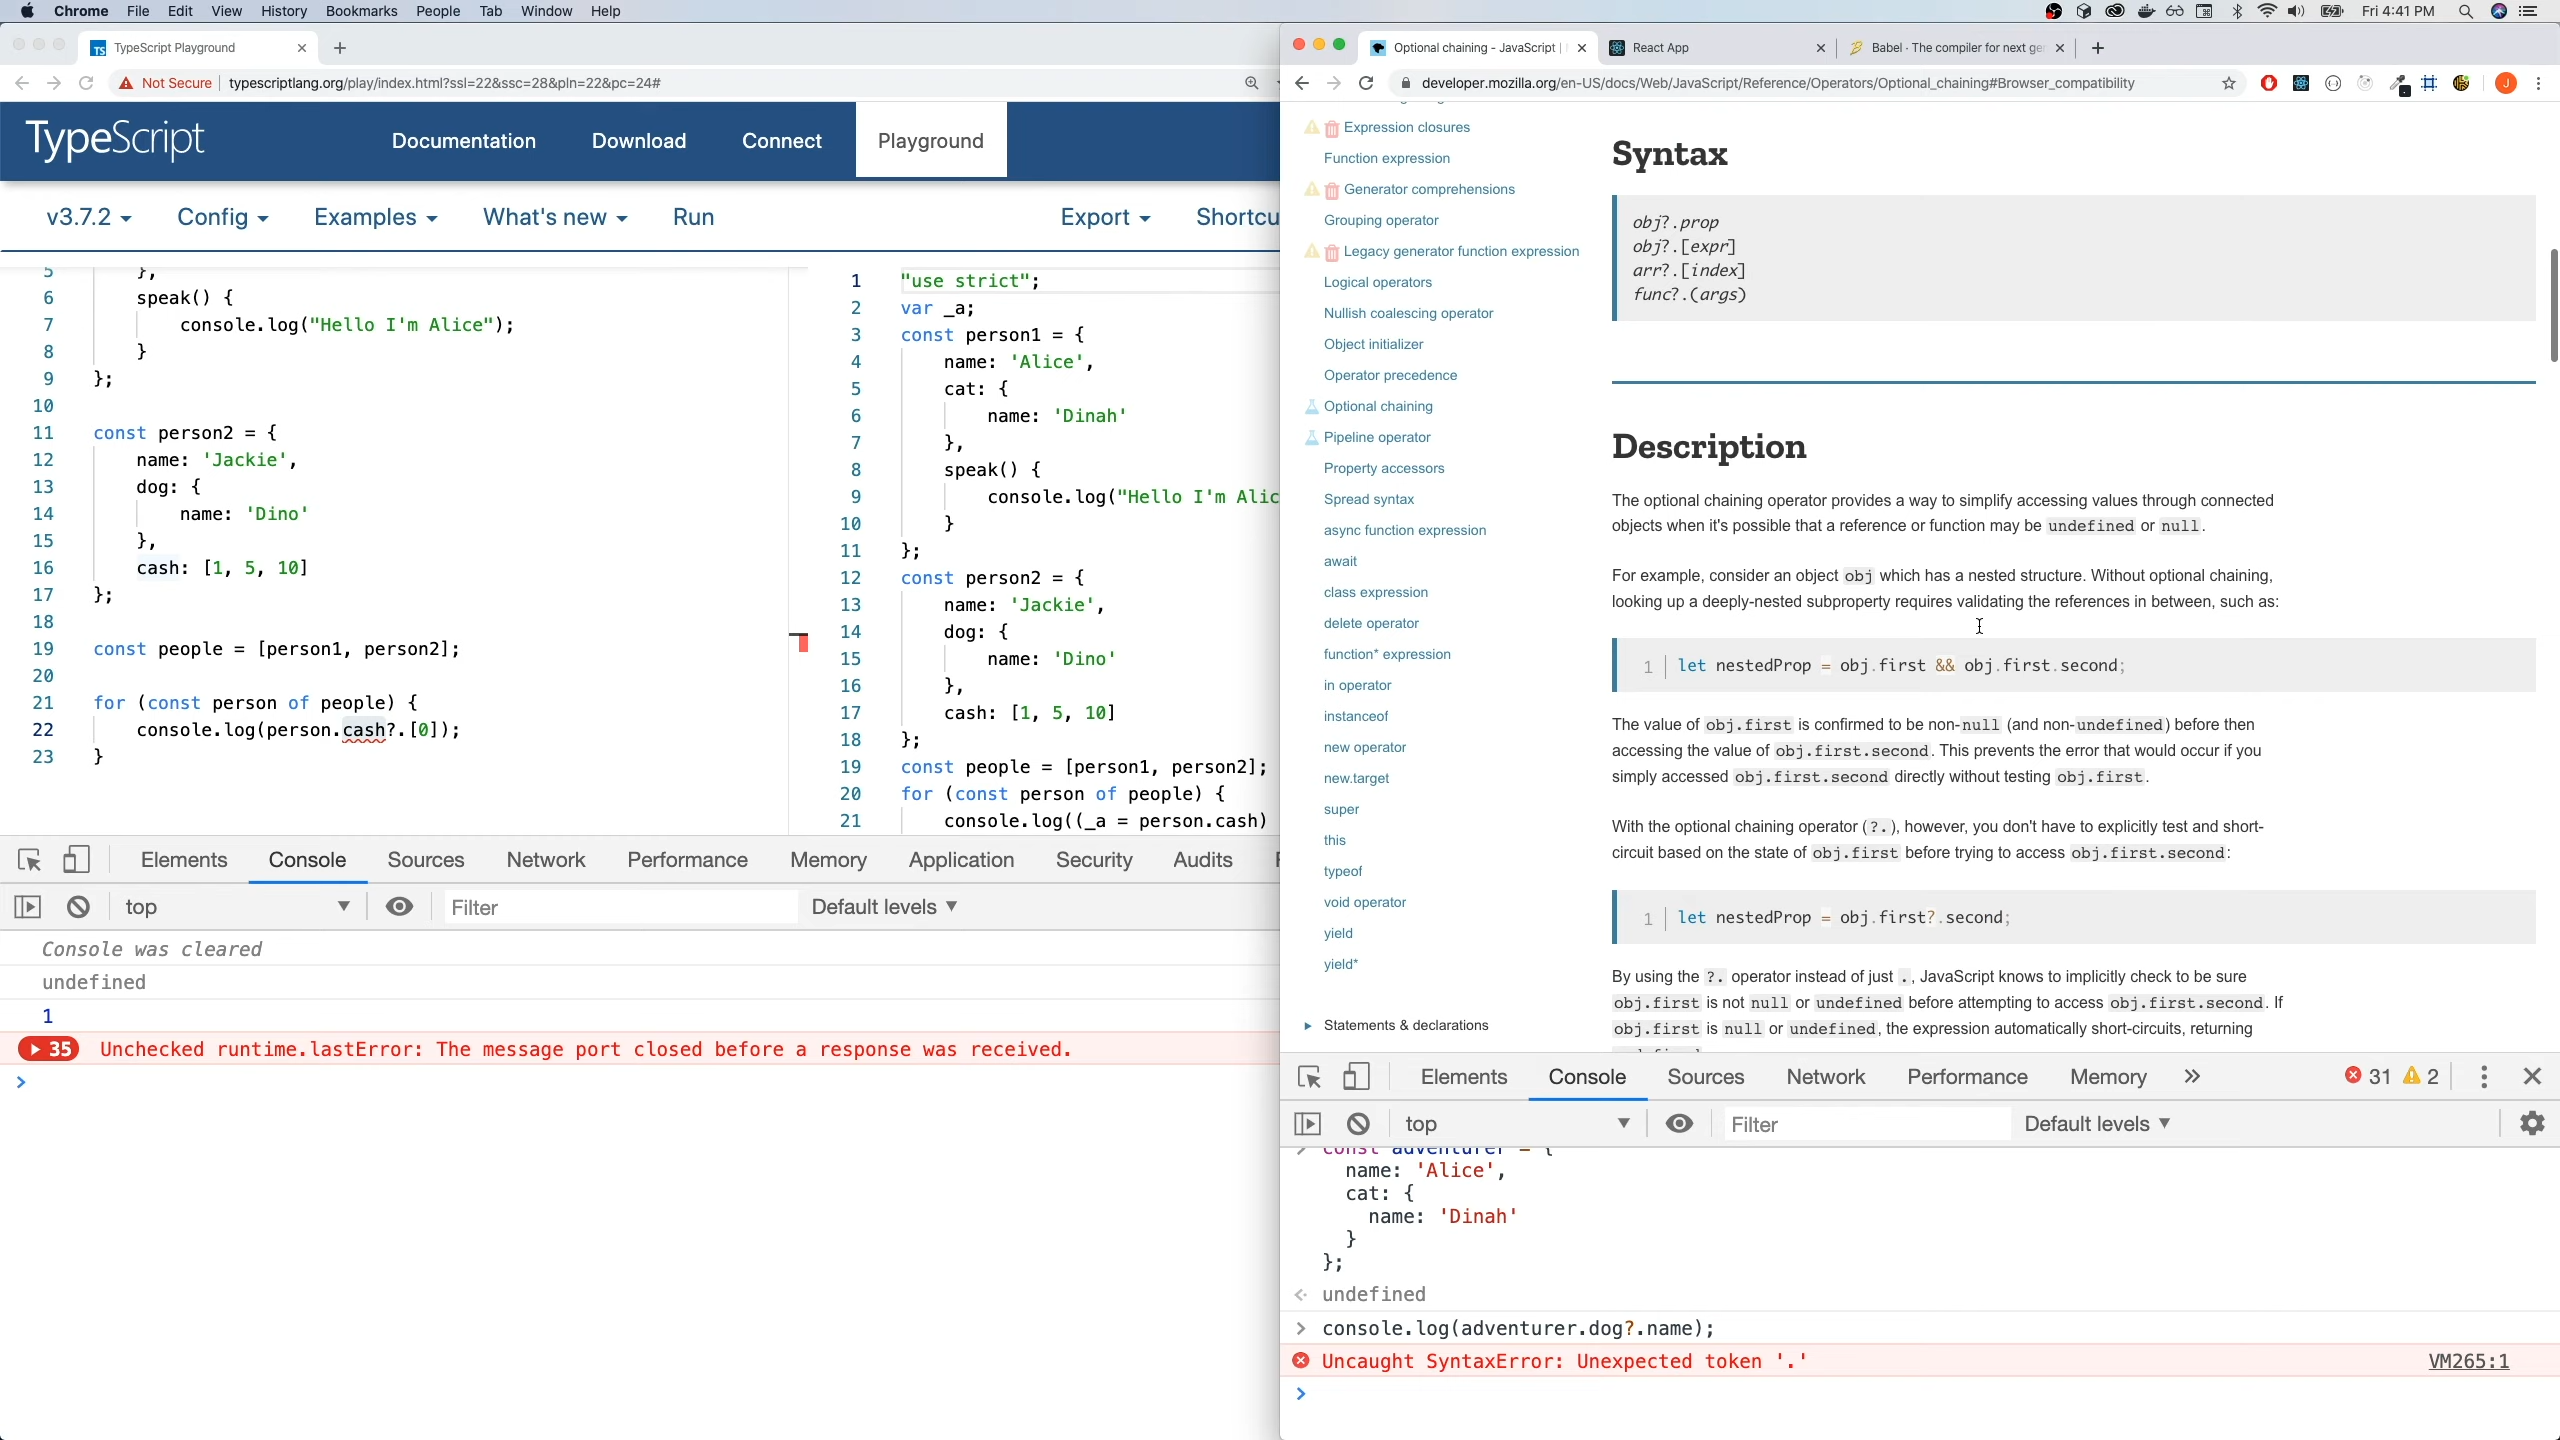 Chrome File Edit View History Bookmarks People Tab Window Help
Fri 4:41 PM
TS TypeScript Playground
Not Secure typescriptlang.org/play/index.html?ssl=22&ssc=28&pln=22&pc=24#
TypeScript
Documentation Download Connect Playground
v3.7.2 Config Examples What's new Run Export Shortcu
5 },
6 speak() {
7 console.log("Hello I'm Alice");
8 }
9 };
10
11 const person2 = {
12 name: 'Jackie',
13 dog: {
14 name: 'Dino'
15 },
16 cash: [1, 5, 10]
17 };
18
19 const people = [person1, person2];
20
21 for (const person of people) {
22 console.log(person.cash?.[0]);
23 }
1 "use strict";
2 var _a;
3 const person1 = {
4 name: 'Alice',
5 cat: {
6 name: 'Dinah'
7 },
8 speak() {
9 console.log("Hello I'm Alic
10 }
11 };
12 const person2 = {
13 name: 'Jackie',
14 dog: {
15 name: 'Dino'
16 },
17 cash: [1, 5, 10]
18 };
19 const people = [person1, person2];
20 for (const person of people) {
21 console.log((_a = person.cash)
Elements Console Sources Network Performance Memory Application Security Audits
top Filter Default levels
Console was cleared
undefined
1
35 Unchecked runtime.lastError: The message port closed before a response was received.
Optional chaining - JavaScript | React App Babel · The compiler for next ge
developer.mozilla.org/en-US/docs/Web/JavaScript/Reference/Operators/Optional_chaining#Browser_compatibility
J
Expression closures
Function expression
Generator comprehensions
Grouping operator
Legacy generator function expression
Logical operators
Nullish coalescing operator
Object initializer
Operator precedence
Optional chaining
Pipeline operator
Property accessors
Spread syntax
async function expression
await
class expression
delete operator
function* expression
in operator
instanceof
new operator
new.target
super
this
typeof
void operator
yield
yield*
Statements & declarations
Syntax
obj?.prop
obj?.[expr]
arr?.[index]
func?.(args)
Description
The optional chaining operator provides a way to simplify accessing values through connected
objects when it's possible that a reference or function may be undefined or null.
For example, consider an object obj which has a nested structure. Without optional chaining,
looking up a deeply-nested subproperty requires validating the references in between, such as:
1 let nestedProp = obj.first && obj.first.second;
The value of obj.first is confirmed to be non-null (and non-undefined) before then
accessing the value of obj.first.second. This prevents the error that would occur if you
simply accessed obj.first.second directly without testing obj.first.
With the optional chaining operator (?.), however, you don't have to explicitly test and short-
circuit based on the state of obj.first before trying to access obj.first.second:
1 let nestedProp = obj.first?.second;
By using the ?. operator instead of just ., JavaScript knows to implicitly check to be sure
obj.first is not null or undefined before attempting to access obj.first.second. If
obj.first is null or undefined, the expression automatically short-circuits, returning
Elements Console Sources Network Performance Memory 31 2
top Filter Default levels
const adventurer = {
name: 'Alice',
cat: {
name: 'Dinah'
}
};
undefined
console.log(adventurer.dog?.name);
Uncaught SyntaxError: Unexpected token '.' VM265:1